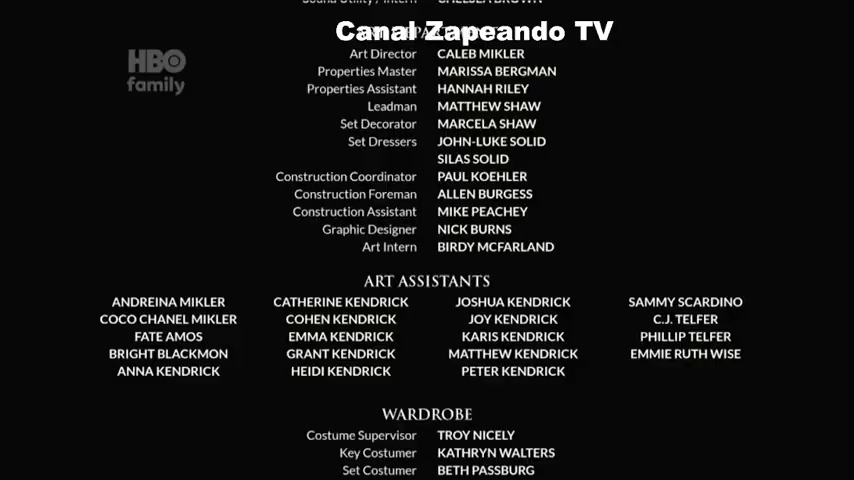 Sound Utility / Intern CHELSEA BROWN
Canal Zapeando TV
HBO
family
Art Director CALEB MIKLER
Properties Master MARISSA BERGMAN
Properties Assistant HANNAH RILEY
Leadman MATTHEW SHAW
Set Decorator MARCELA SHAW
Set Dressers JOHN-LUKE SOLID
SILAS SOLID
Construction Coordinator PAUL KOEHLER
Construction Foreman ALLEN BURGESS
Construction Assistant MIKE PEACHEY
Graphic Designer NICK BURNS
Art Intern BIRDY MCFARLAND
ART ASSISTANTS
ANDREINA MIKLER CATHERINE KENDRICK JOSHUA KENDRICK SAMMY SCARDINO
COCO CHANEL MIKLER COHEN KENDRICK JOY KENDRICK C.J. TELFER
FATE AMOS EMMA KENDRICK KARIS KENDRICK PHILLIP TELFER
BRIGHT BLACKMON GRANT KENDRICK MATTHEW KENDRICK EMMIE RUTH WISE
ANNA KENDRICK HEIDI KENDRICK PETER KENDRICK
WARDROBE
Costume Supervisor TROY NICELY
Key Costumer KATHRYN WALTERS
Set Costumer BETH PASSBURG